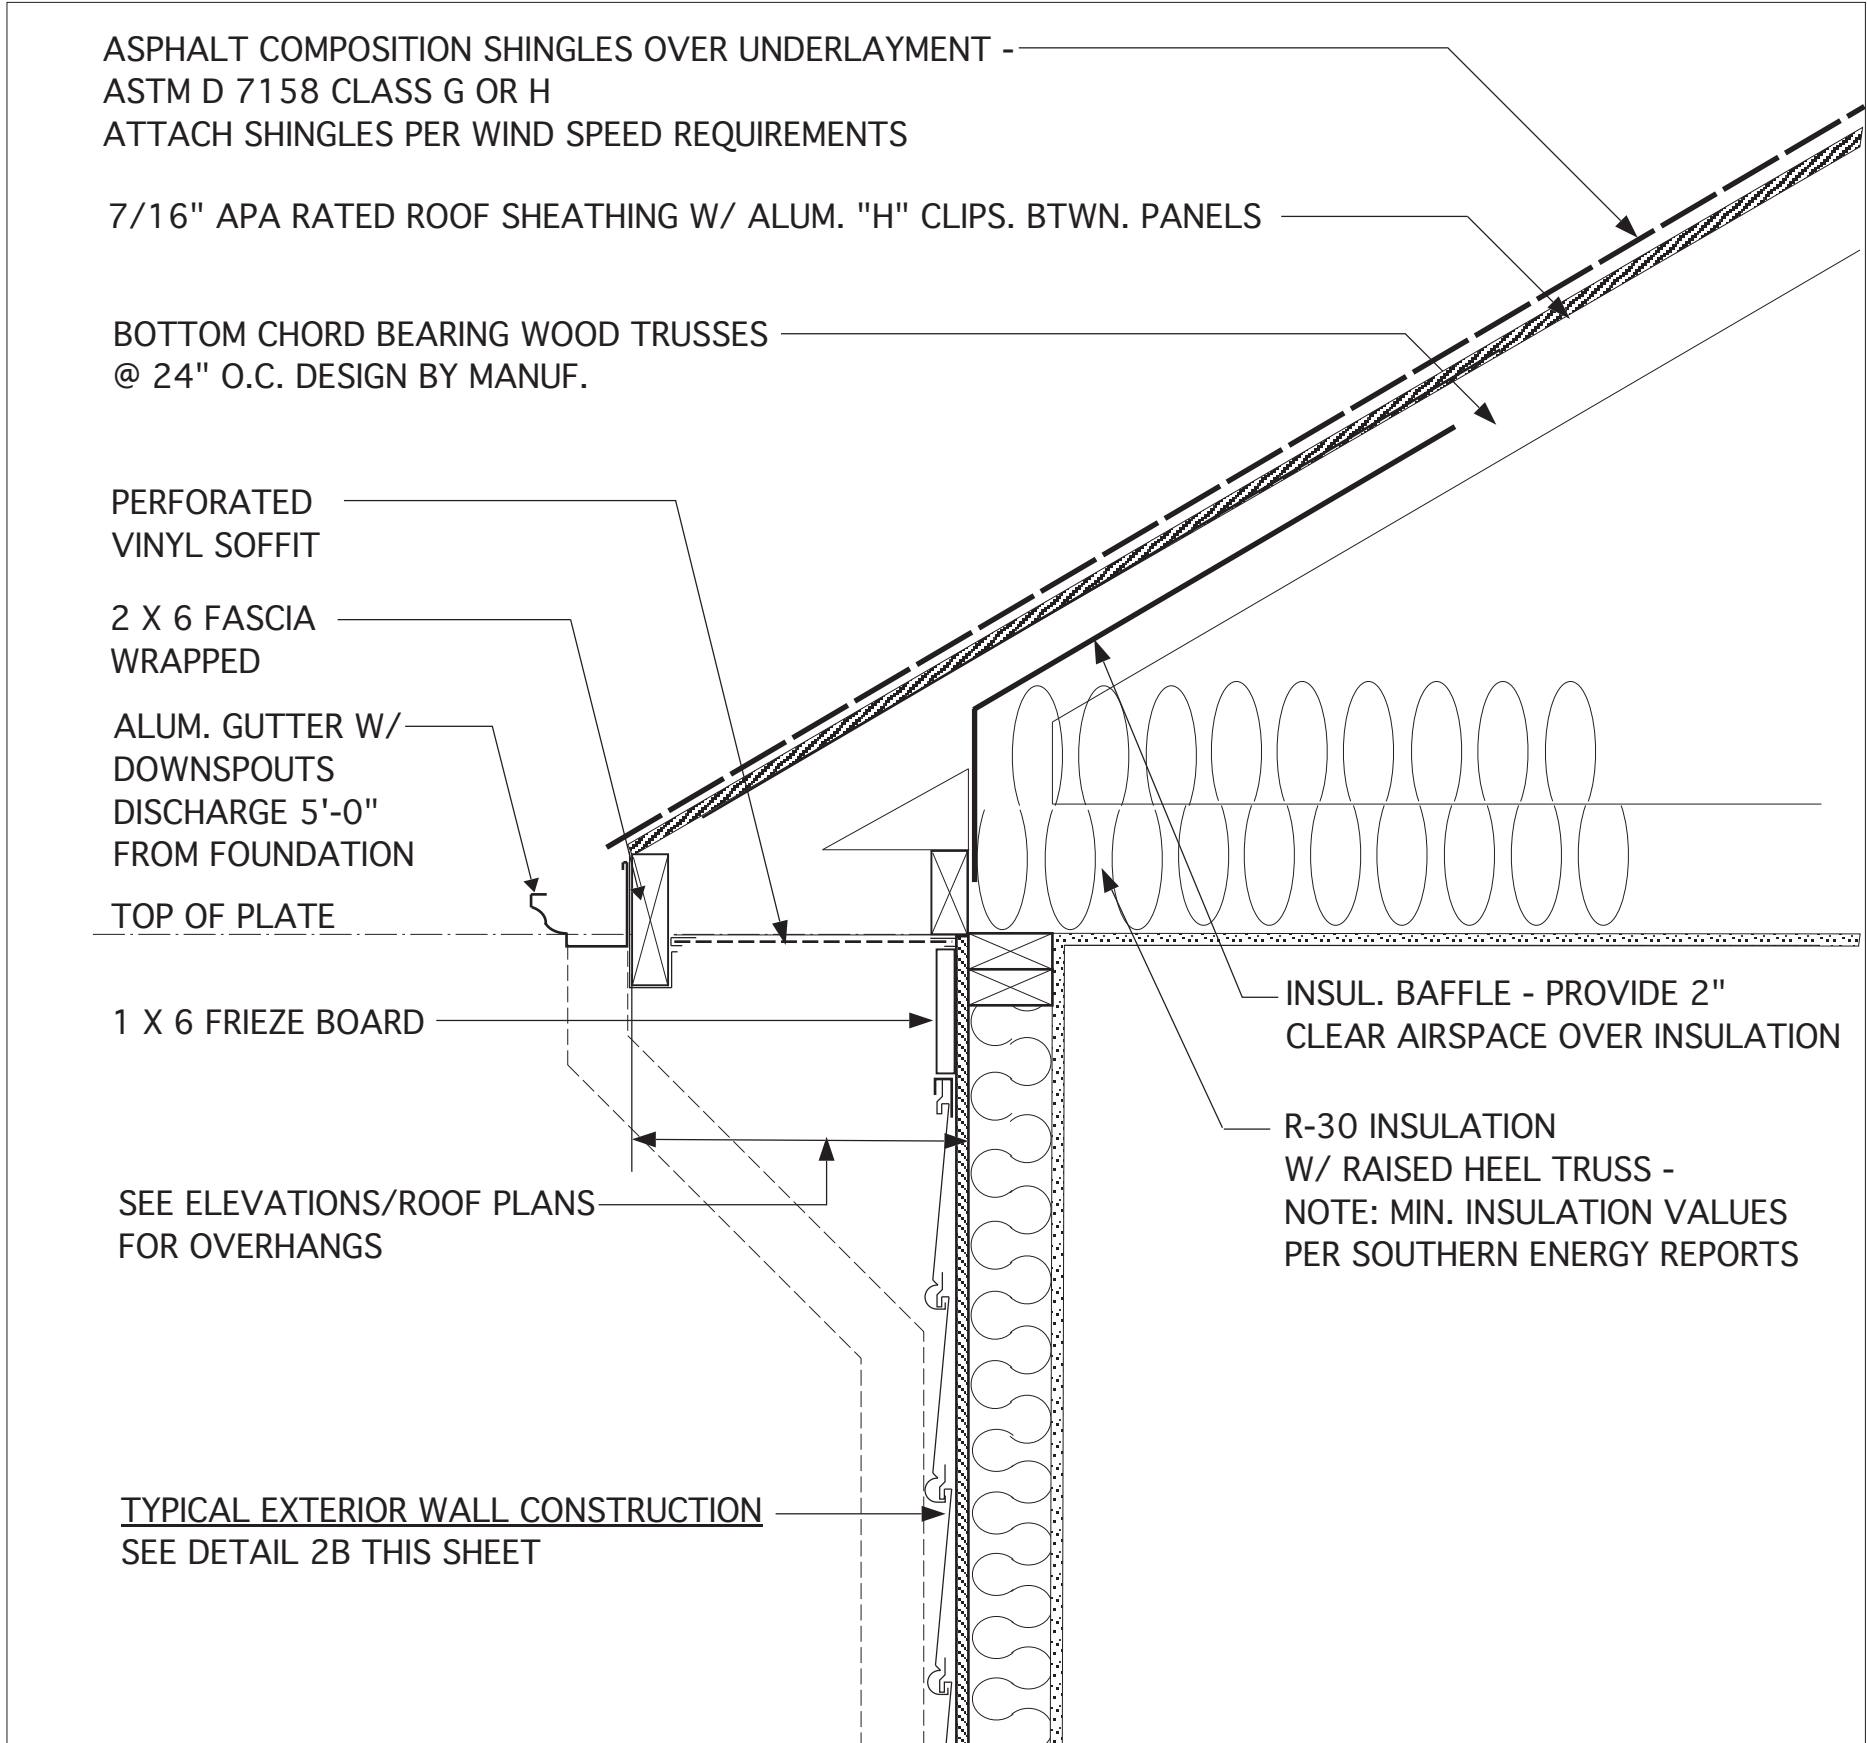 ASPHALT COMPOSITION SHINGLES OVER UNDERLAYMENT -
ASTM D 7158 CLASS G OR H
ATTACH SHINGLES PER WIND SPEED REQUIREMENTS
7/16" APA RATED ROOF SHEATHING W/ ALUM. "H" CLIPS. BTWN. PANELS
BOTTOM CHORD BEARING WOOD TRUSSES
@ 24" O.C. DESIGN BY MANUF.
PERFORATED
VINYL SOFFIT
2 X 6 FASCIA
WRAPPED
ALUM. GUTTER W/
DOWNSPOUTS
DISCHARGE 5'-0"
FROM FOUNDATION
TOP OF PLATE
1 X 6 FRIEZE BOARD
SEE ELEVATIONS/ROOF PLANS
FOR OVERHANGS
TYPICAL EXTERIOR WALL CONSTRUCTION
SEE DETAIL 2B THIS SHEET
INSUL. BAFFLE - PROVIDE 2"
CLEAR AIRSPACE OVER INSULATION
R-30 INSULATION
W/ RAISED HEEL TRUSS -
NOTE: MIN. INSULATION VALUES
PER SOUTHERN ENERGY REPORTS